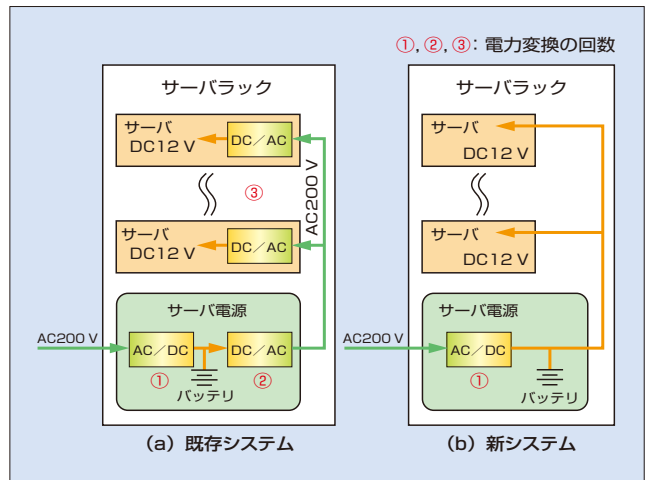 ①, ②, ③: 電力変換の回数
サーバラック
サーバ
DC12 V
DC/AC
③
AC200 V
サーバ
DC12 V
DC/AC
サーバ電源
AC200 V
AC/DC
DC/AC
①
②
バッテリ
(a) 既存システム
サーバラック
サーバ
DC12 V
サーバ
DC12 V
サーバ電源
AC200 V
AC/DC
①
バッテリ
(b) 新システム